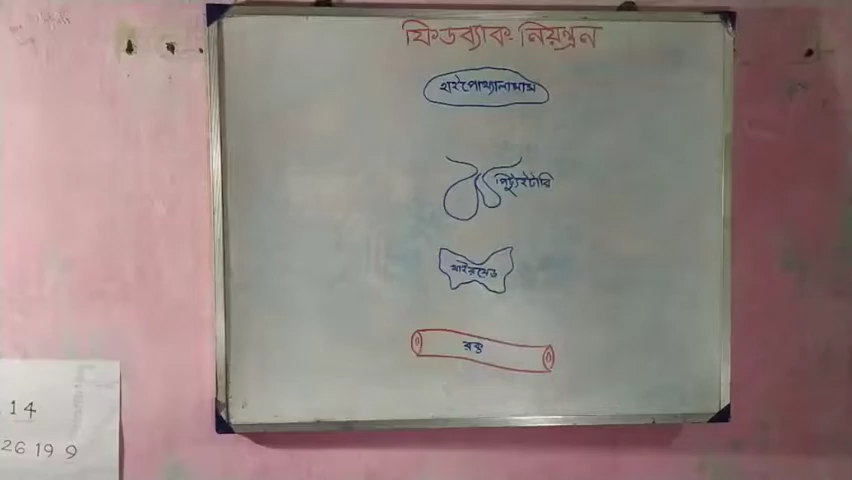 ফিডব্যাক নিয়ন্ত্রন
হাইপোথ্যালামাস
পিট্যুইটারি
থাইরয়েড
রক্ত
14
26 19 9